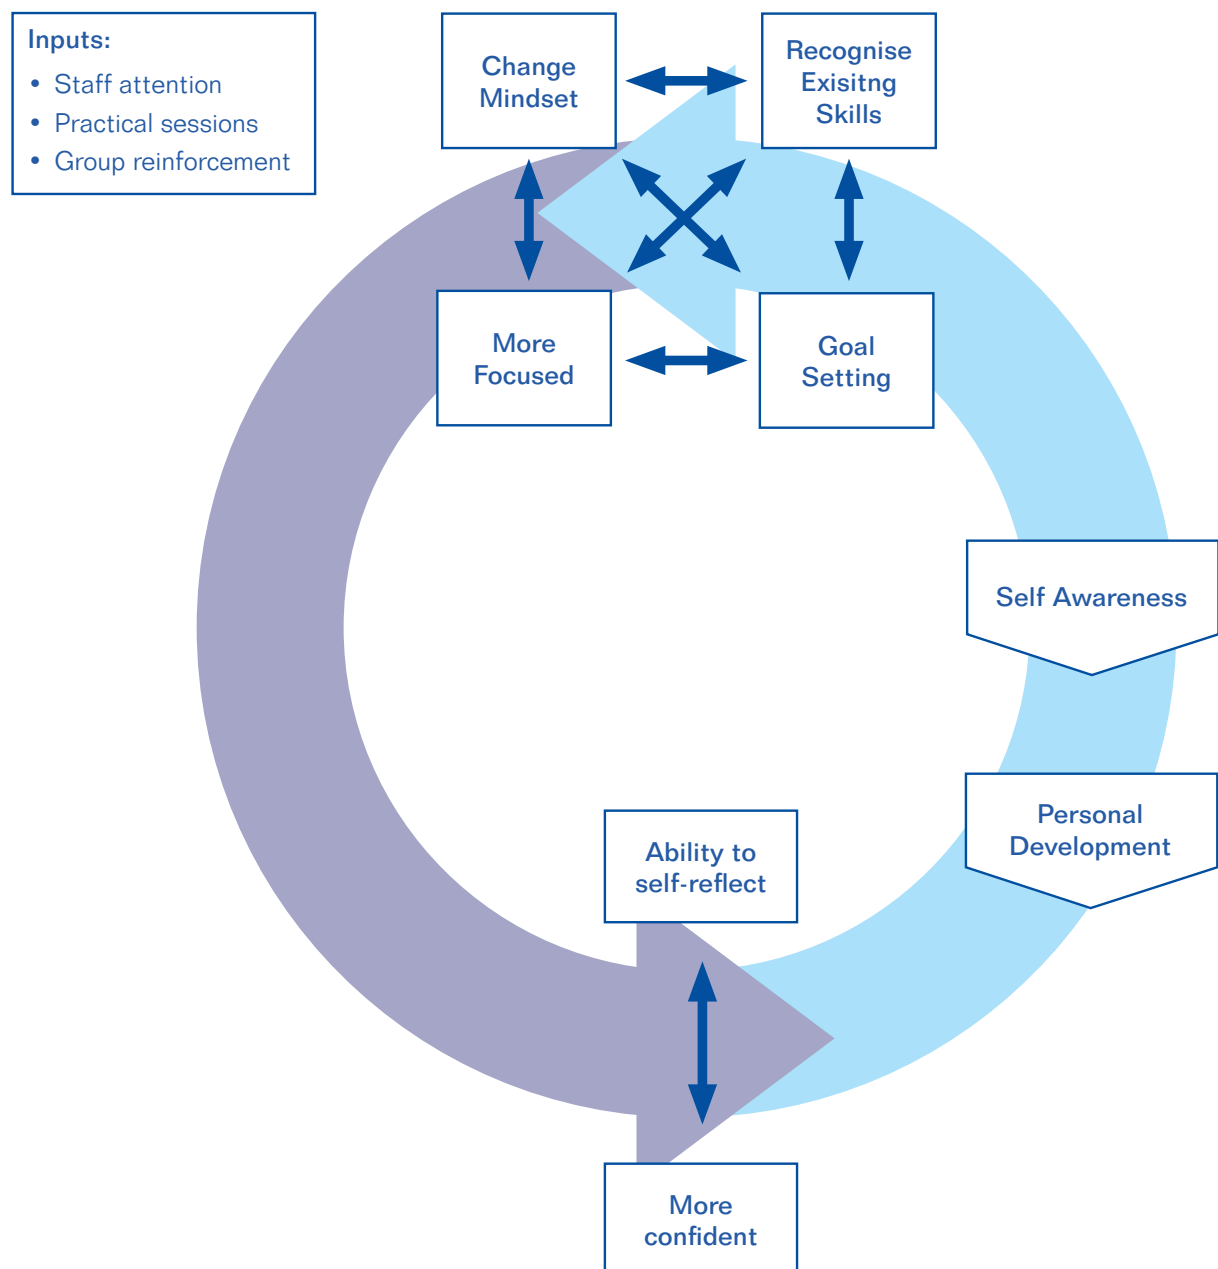 Inputs:
• Staff attention
• Practical sessions
• Group reinforcement
Change
Mindset
Recognise
Exisitng
Skills
More
Focused
Goal
Setting
Self Awareness
Personal
Development
Ability to
self-reflect
More
confident